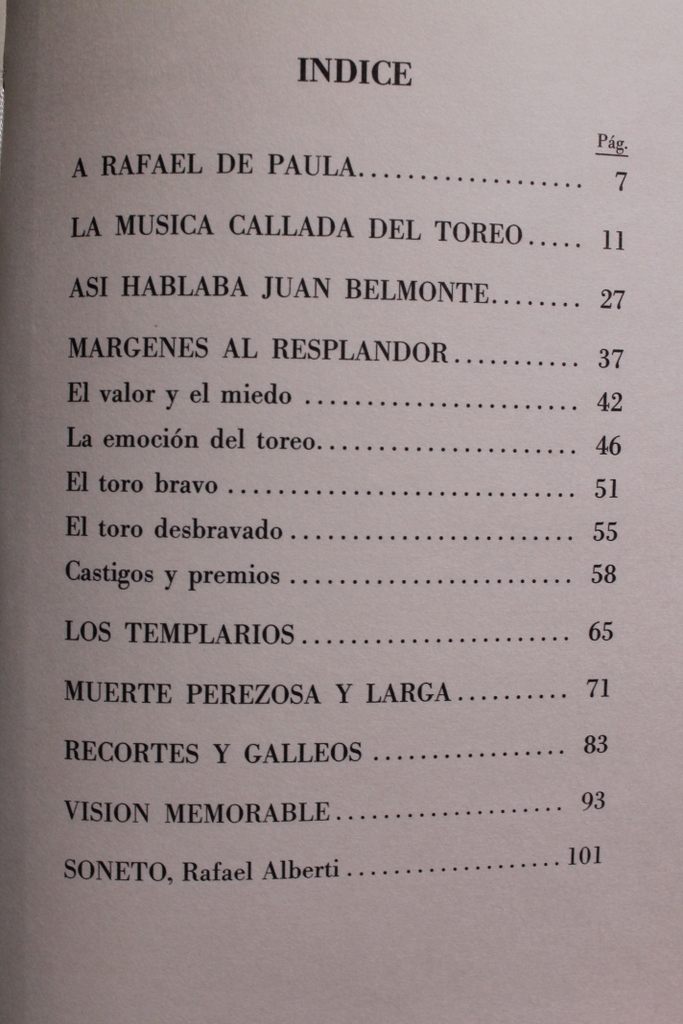 INDICE
Pág.
A RAFAEL DE PAULA................... 7
LA MUSICA CALLADA DEL TOREO..... 11
ASI HABLABA JUAN BELMONTE........ 27
MARGENES AL RESPLANDOR........... 37
El valor y el miedo ....................... 42
La emoción del toreo...................... 46
El toro bravo ............................. 51
El toro desbravado ........................ 55
Castigos y premios ........................ 58
LOS TEMPLARIOS....................... 65
MUERTE PEREZOSA Y LARGA.......... 71
RECORTES Y GALLEOS ................ 83
VISION MEMORABLE................... 93
SONETO, Rafael Alberti ..................101